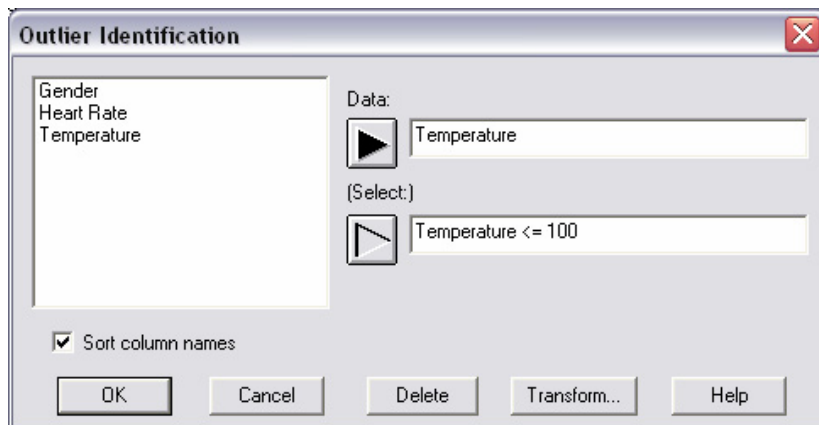 Outlier Identification
Gender
Heart Rate
Temperature
Data:
Temperature
(Select:)
Temperature <= 100
Sort column names
OK
Cancel
Delete
Transform...
Help